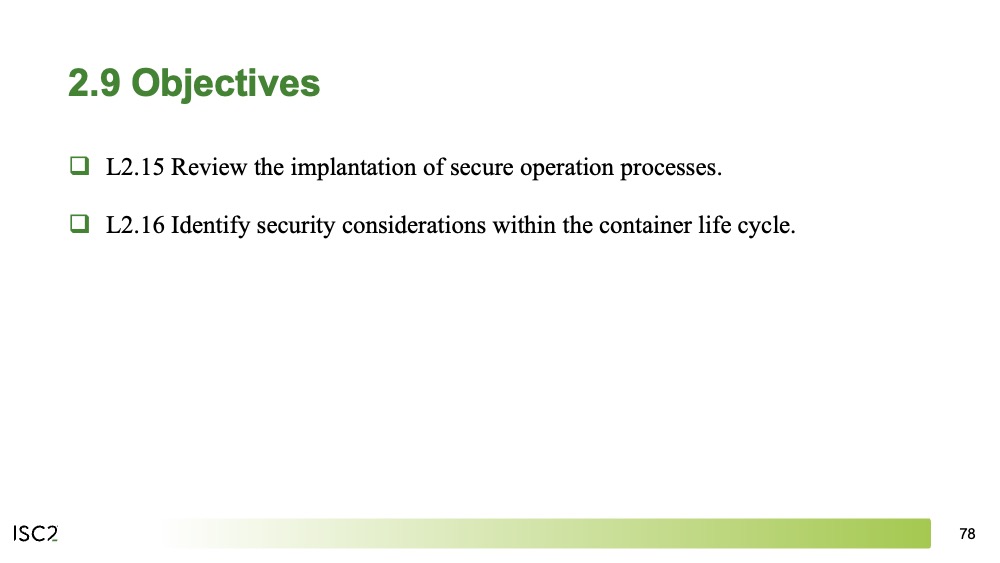 2.9 Objectives
❑ L2.15 Review the implantation of secure operation processes.
❑ L2.16 Identify security considerations within the container life cycle.
ISC2
78